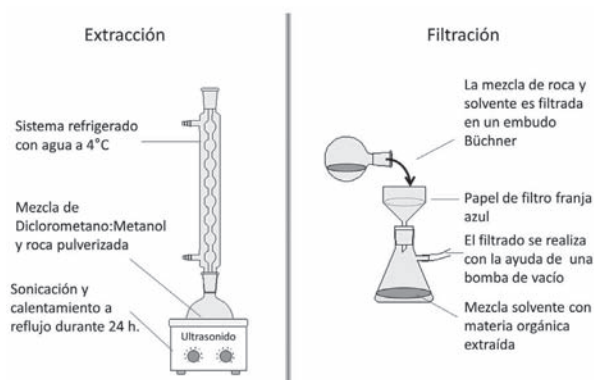 Extracción
Sistema refrigerado
con agua a 4°C
Mezcla de
Diclorometano:Metanol
y roca pulverizada
Sonicación y
calentamiento a
reflujo durante 24 h.
Ultrasonido
Filtración
La mezcla de roca y
solvente es filtrada
en un embudo
Büchner
Papel de filtro franja
azul
El filtrado se realiza
con la ayuda de una
bomba de vacío
Mezcla solvente con
materia orgánica
extraída